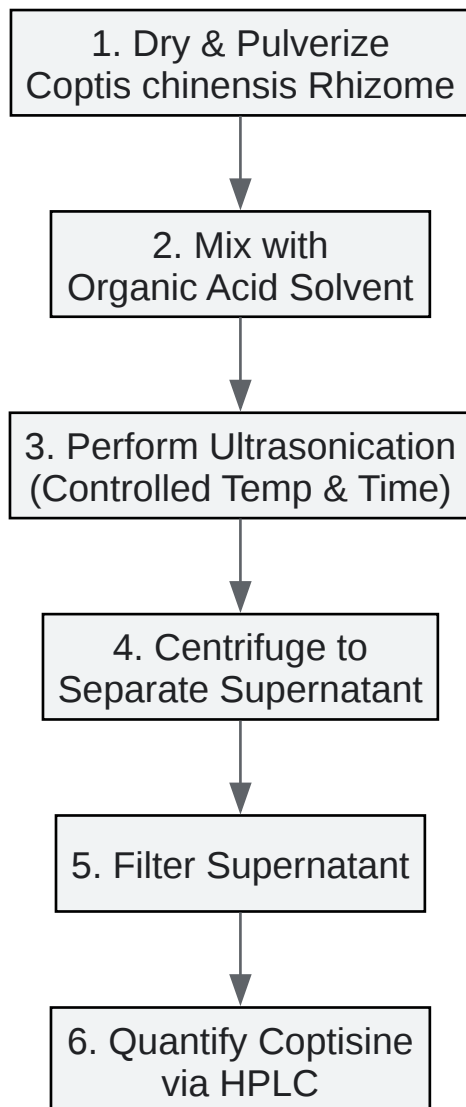 1. Dry & Pulverize
Coptis chinensis Rhizome
2. Mix with
Organic Acid Solvent
3. Perform Ultrasonication
(Controlled Temp & Time)
4. Centrifuge to
Separate Supernatant
5. Filter Supernatant
6. Quantify Coptisine
via HPLC